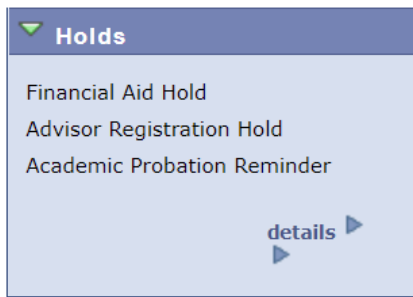 Holds
Financial Aid Hold
Advisor Registration Hold
Academic Probation Reminder
details